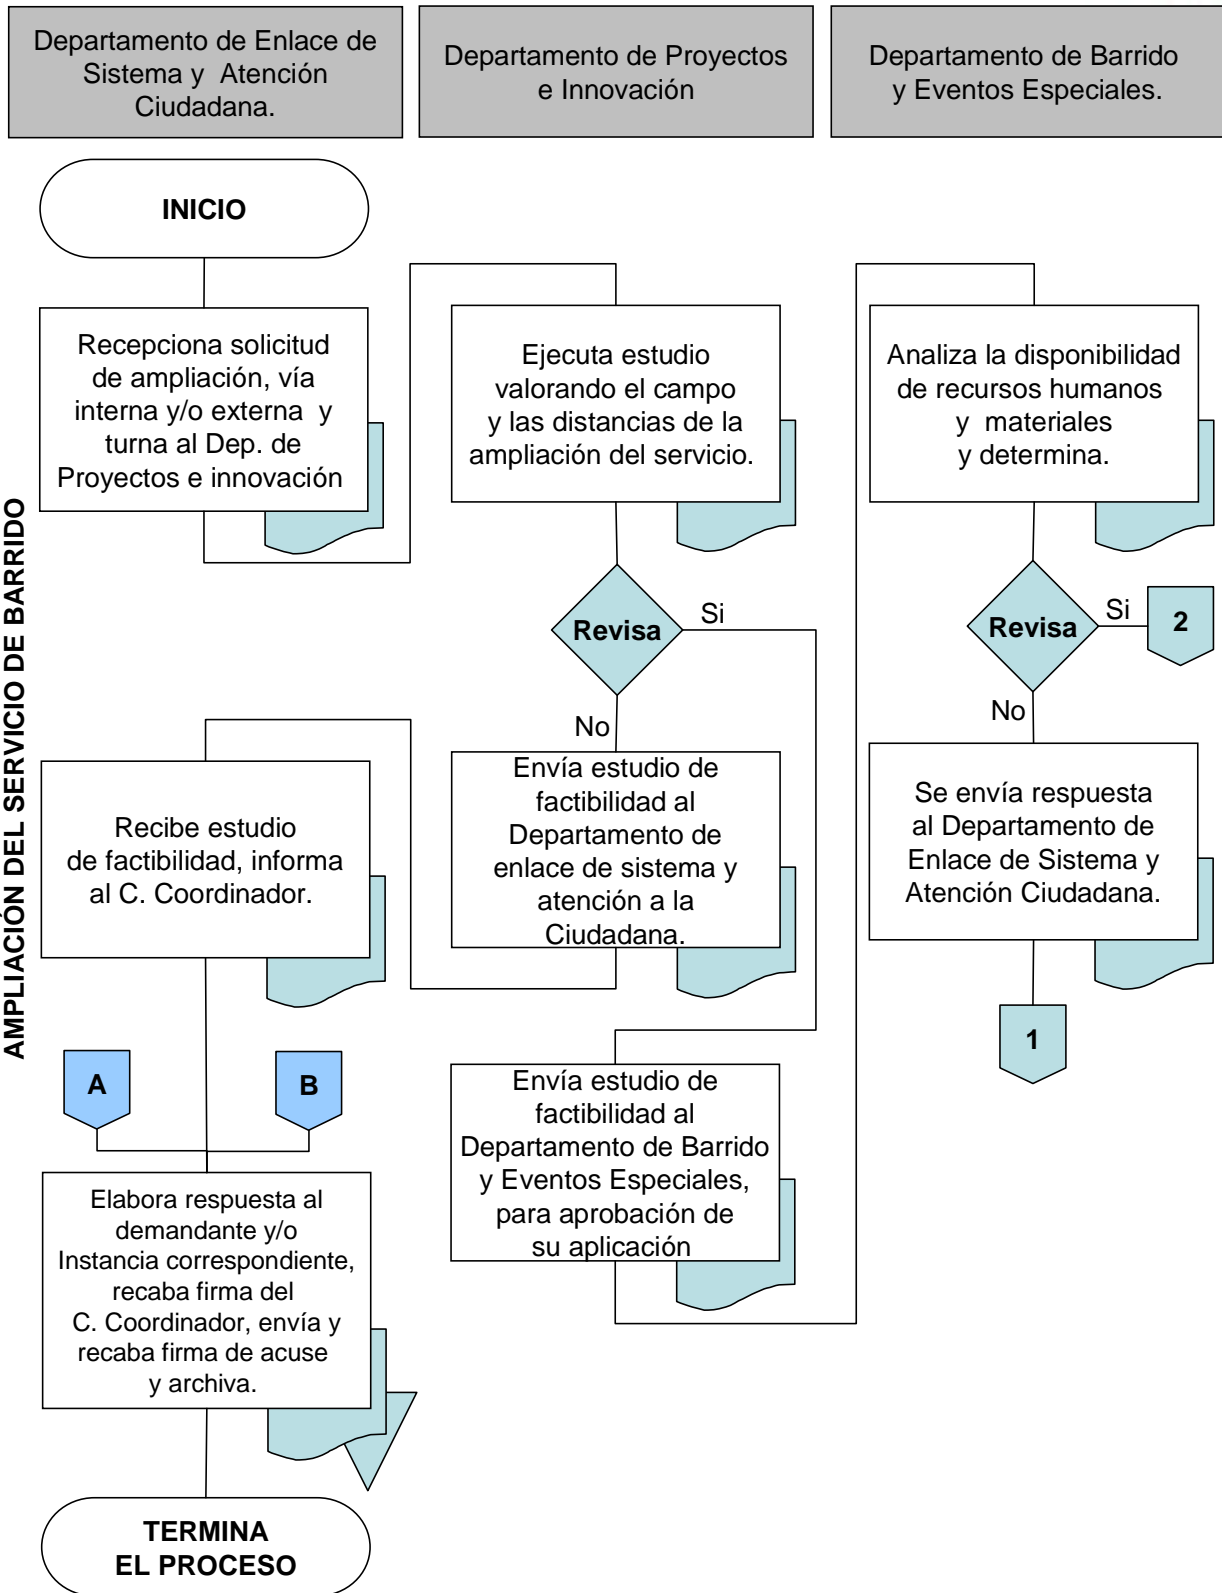 Departamento de Enlace de
Sistema y Atención
Ciudadana.
Departamento de Proyectos
e Innovación
Departamento de Barrido
y Eventos Especiales.
AMPLIACIÓN DEL SERVICIO DE BARRIDO
INICIO
Recepciona solicitud
de ampliación, vía
interna y/o externa y
turna al Dep. de
Proyectos e innovación
Ejecuta estudio
valorando el campo
y las distancias de la
ampliación del servicio.
Analiza la disponibilidad
de recursos humanos
y materiales
y determina.
Revisa
Si
No
Revisa
Si
2
No
Recibe estudio
de factibilidad, informa
al C. Coordinador.
Envía estudio de
factibilidad al
Departamento de
enlace de sistema y
atención a la
Ciudadana.
Se envía respuesta
al Departamento de
Enlace de Sistema y
Atención Ciudadana.
1
A
B
Envía estudio de
factibilidad al
Departamento de Barrido
y Eventos Especiales,
para aprobación de
su aplicación
Elabora respuesta al
demandante y/o
Instancia correspondiente,
recaba firma del
C. Coordinador, envía y
recaba firma de acuse
y archiva.
TERMINA
EL PROCESO